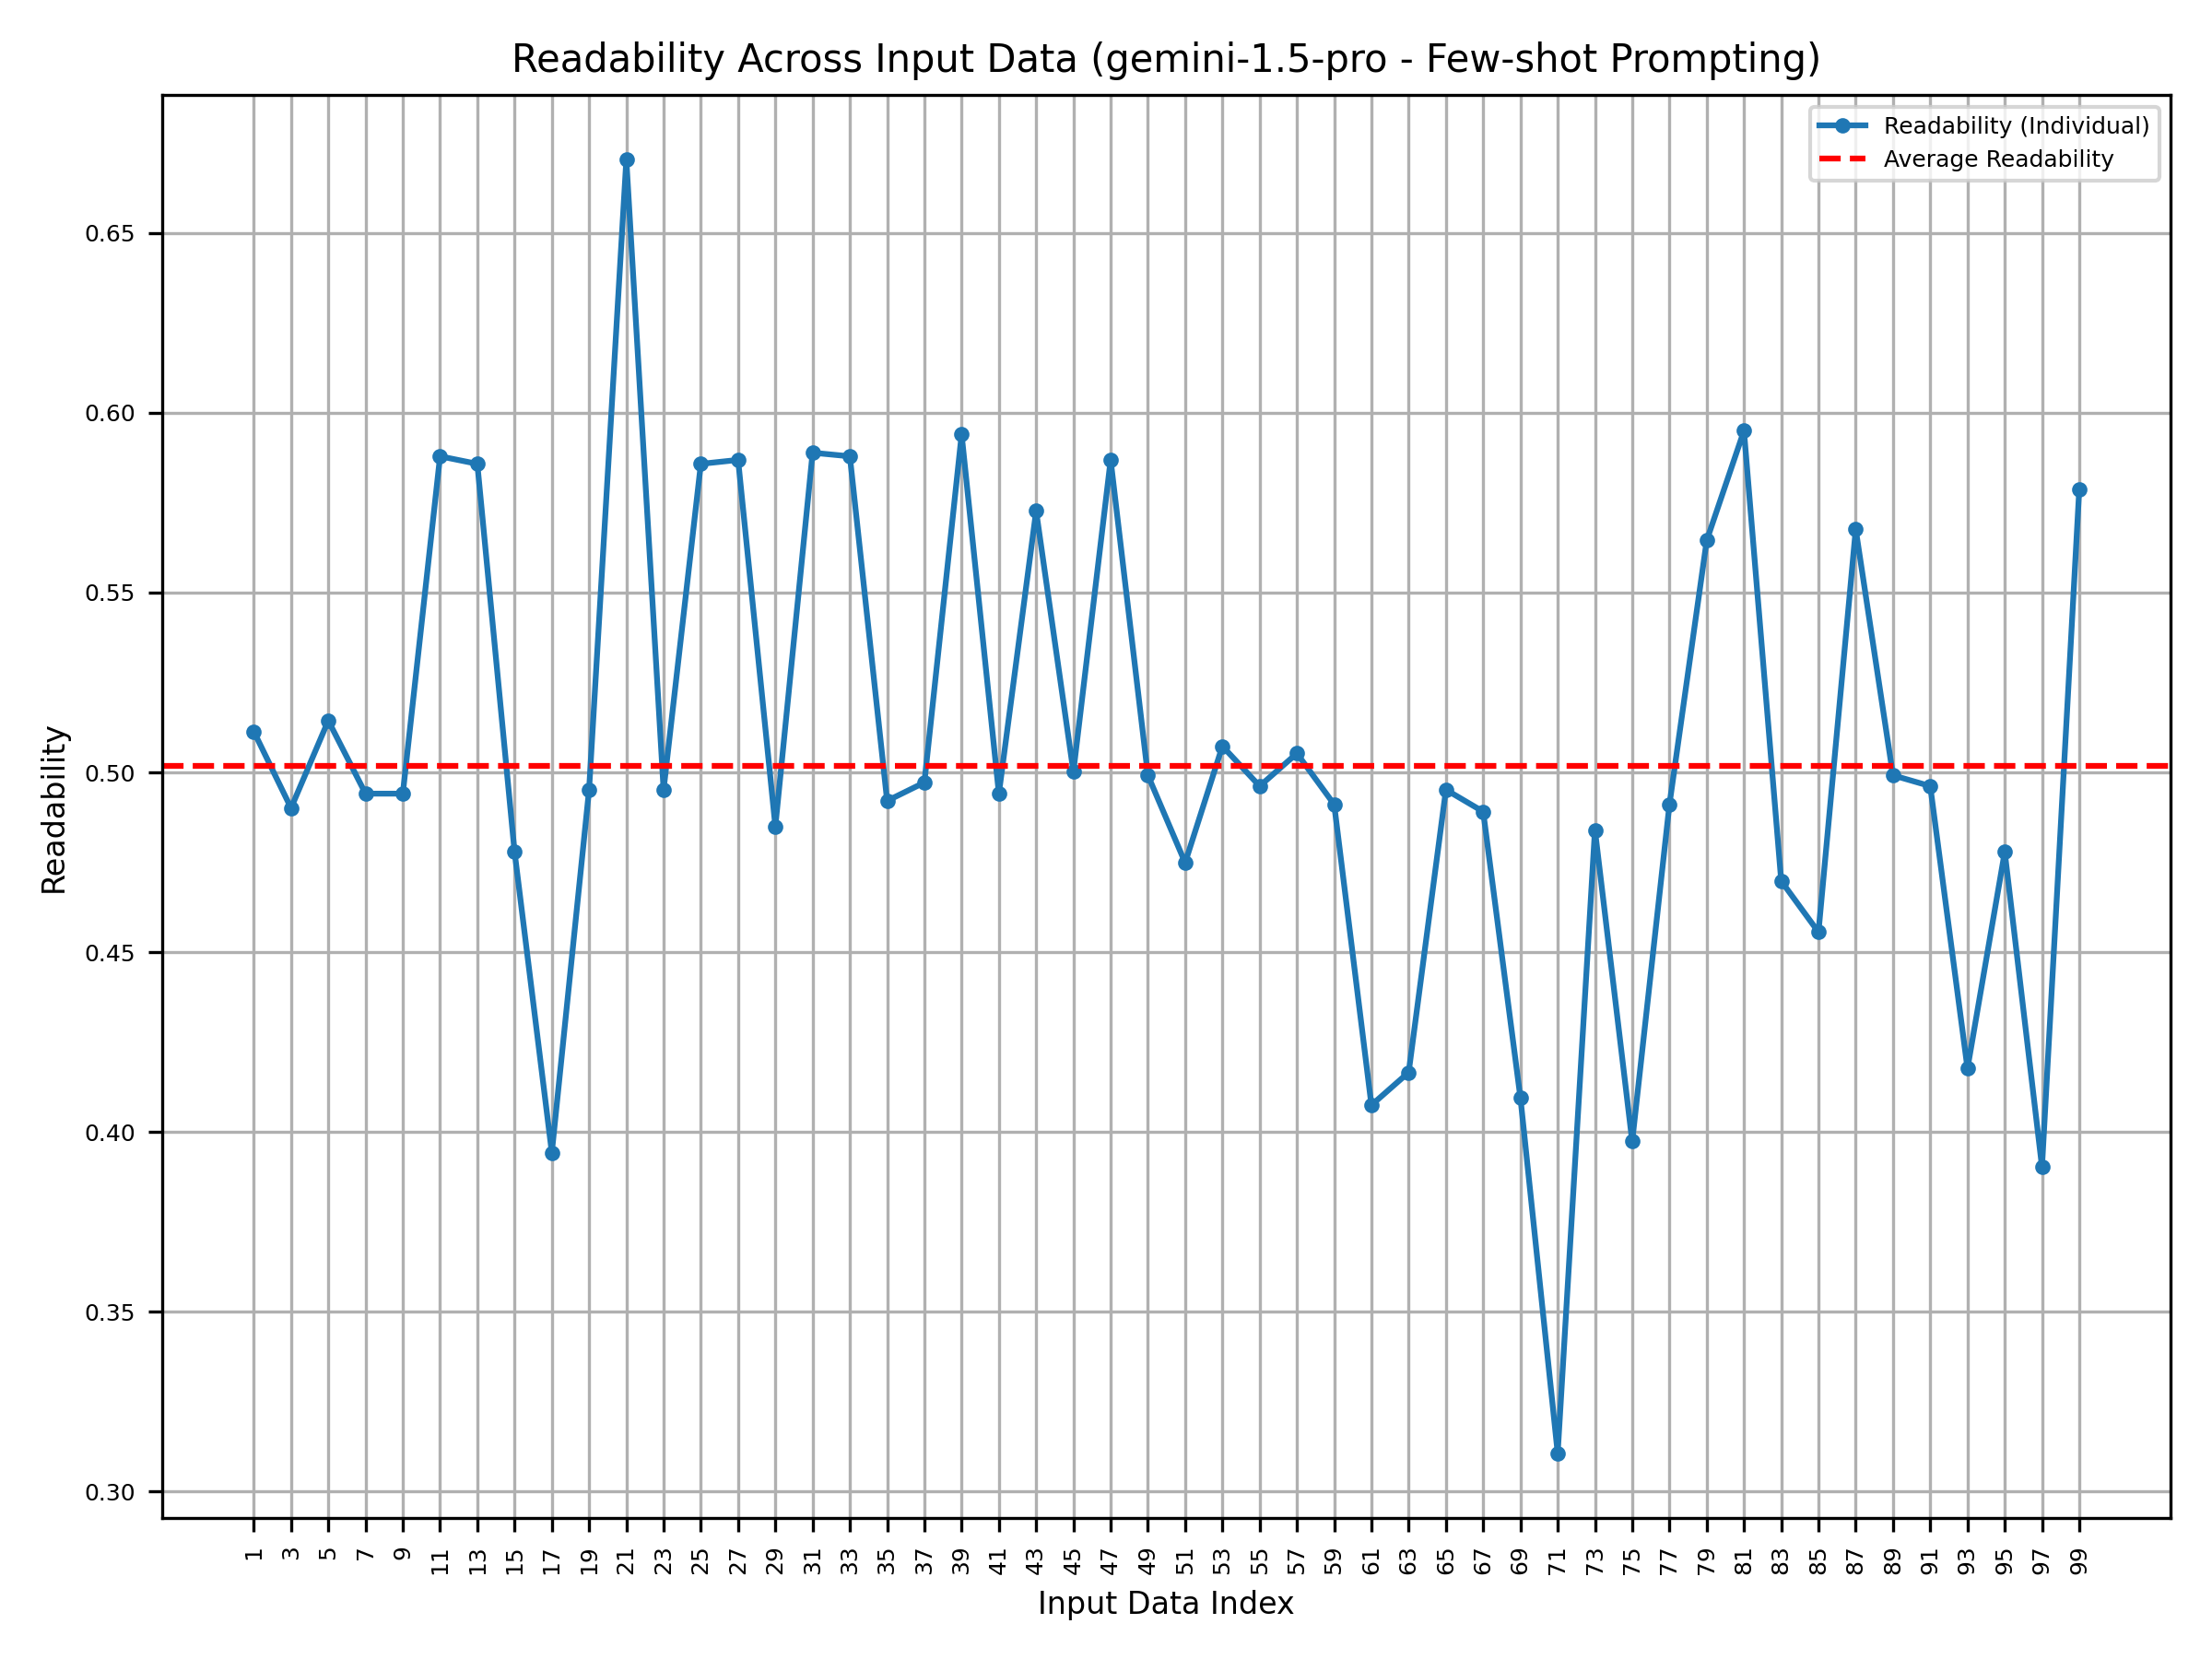 Readability Across Input Data (gemini-1.5-pro - Few-shot Prompting)
Readability (Individual)
Average Readability
Readability
0.65
0.60
0.55
0.50
0.45
0.40
0.35
0.30
1 3 5 7 9 11 13 15 17 19 21 23 25 27 29 31 33 35 37 39 41 43 45 47 49 51 53 55 57 59 61 63 65 67 69 71 73 75 77 79 81 83 85 87 89 91 93 95 97 99
Input Data Index